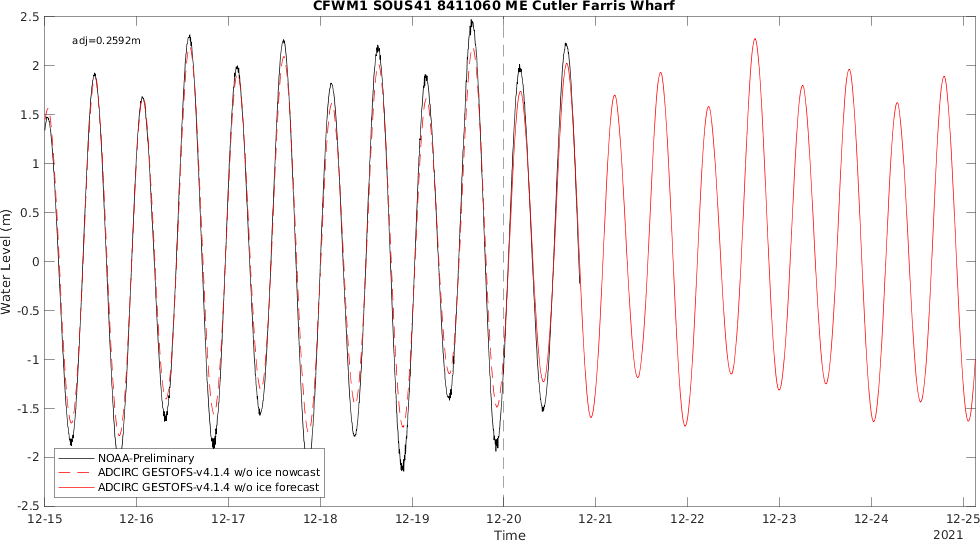 CFWM1 SOUS41 8411060 ME Cutler Farris Wharf
adj=0.2592m
2.5
2
1.5
1
0.5
0
-0.5
-1
-1.5
-2
-2.5
Water Level (m)
NOAA-Preliminary
ADCIRC GESTOFS-v4.1.4 w/o ice nowcast
ADCIRC GESTOFS-v4.1.4 w/o ice forecast
12-15 12-16 12-17 12-18 12-19 12-20 12-21 12-22 12-23 12-24 12-25
Time
2021